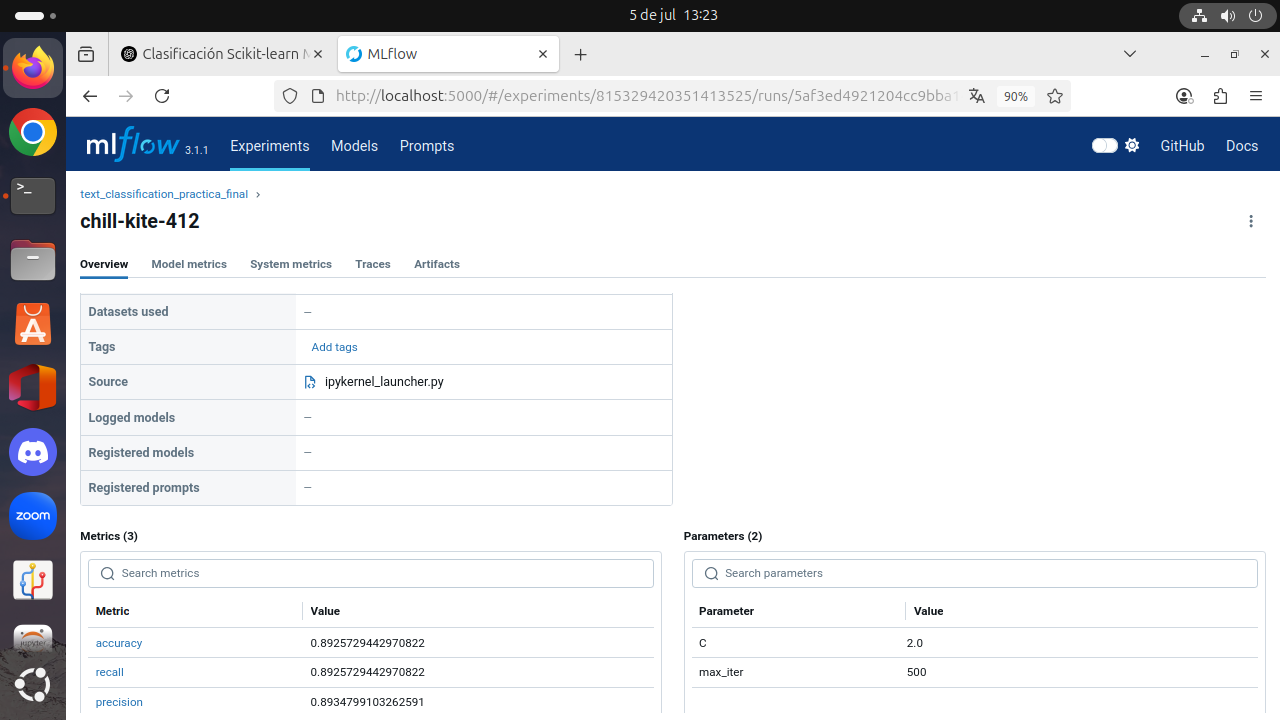 5 de jul 13:23
Clasificación Scikit-learn M
MLflow
http://localhost:5000/#/experiments/815329420351413525/runs/5af3ed4921204cc9bba1
90%
mlflow 3.1.1
Experiments
Models
Prompts
GitHub
Docs
text_classification_practica_final
chill-kite-412
Overview
Model metrics
System metrics
Traces
Artifacts
Datasets used —
Tags Add tags
Source ipykernel_launcher.py
Logged models —
Registered models —
Registered prompts —
Metrics (3)
Search metrics
Metric Value
accuracy 0.8925729442970822
recall 0.8925729442970822
precision 0.8934799103262591
Parameters (2)
Search parameters
Parameter Value
C 2.0
max_iter 500
zoom
jupyter